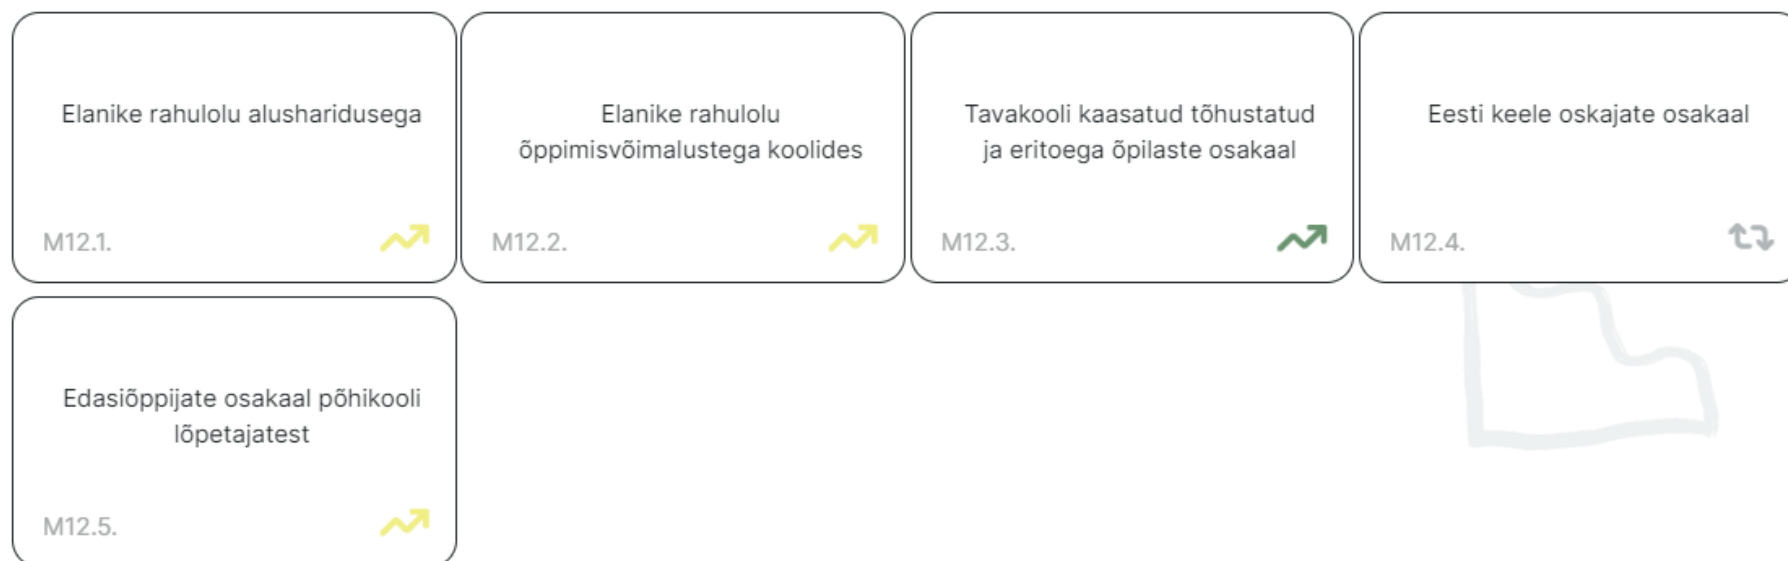 Elanike rahulolu alusharidusega
M12.1.
Elanike rahulolu
õppimisvõimalustega koolides
M12.2.
Tavakooli kaasatud tõhustatud
ja eritoega õpilaste osakaal
M12.3.
Eesti keele oskajate osakaal
M12.4.
Edasiõppijate osakaal põhikooli
lõpetajatest
M12.5.